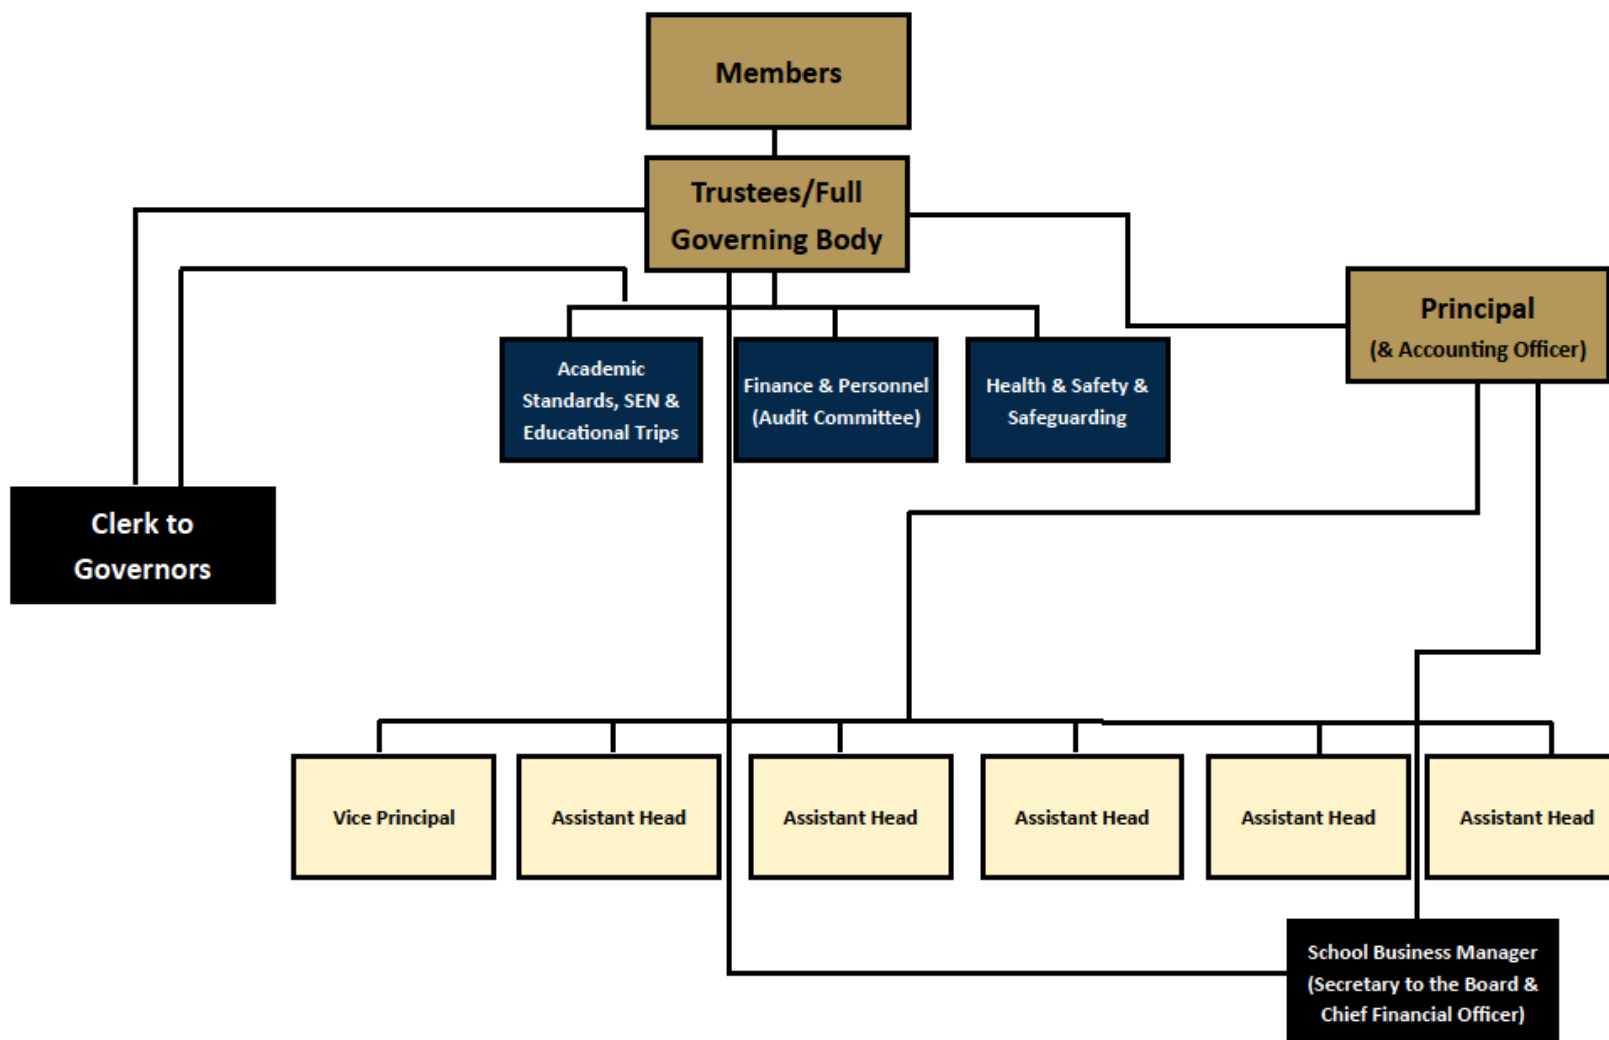 Members
Trustees/Full
Governing Body
Principal
(& Accounting Officer)
Academic
Standards, SEN &
Educational Trips
Finance & Personnel
(Audit Committee)
Health & Safety &
Safeguarding
Clerk to
Governors
Vice Principal
Assistant Head
Assistant Head
Assistant Head
Assistant Head
Assistant Head
School Business Manager
(Secretary to the Board &
Chief Financial Officer)